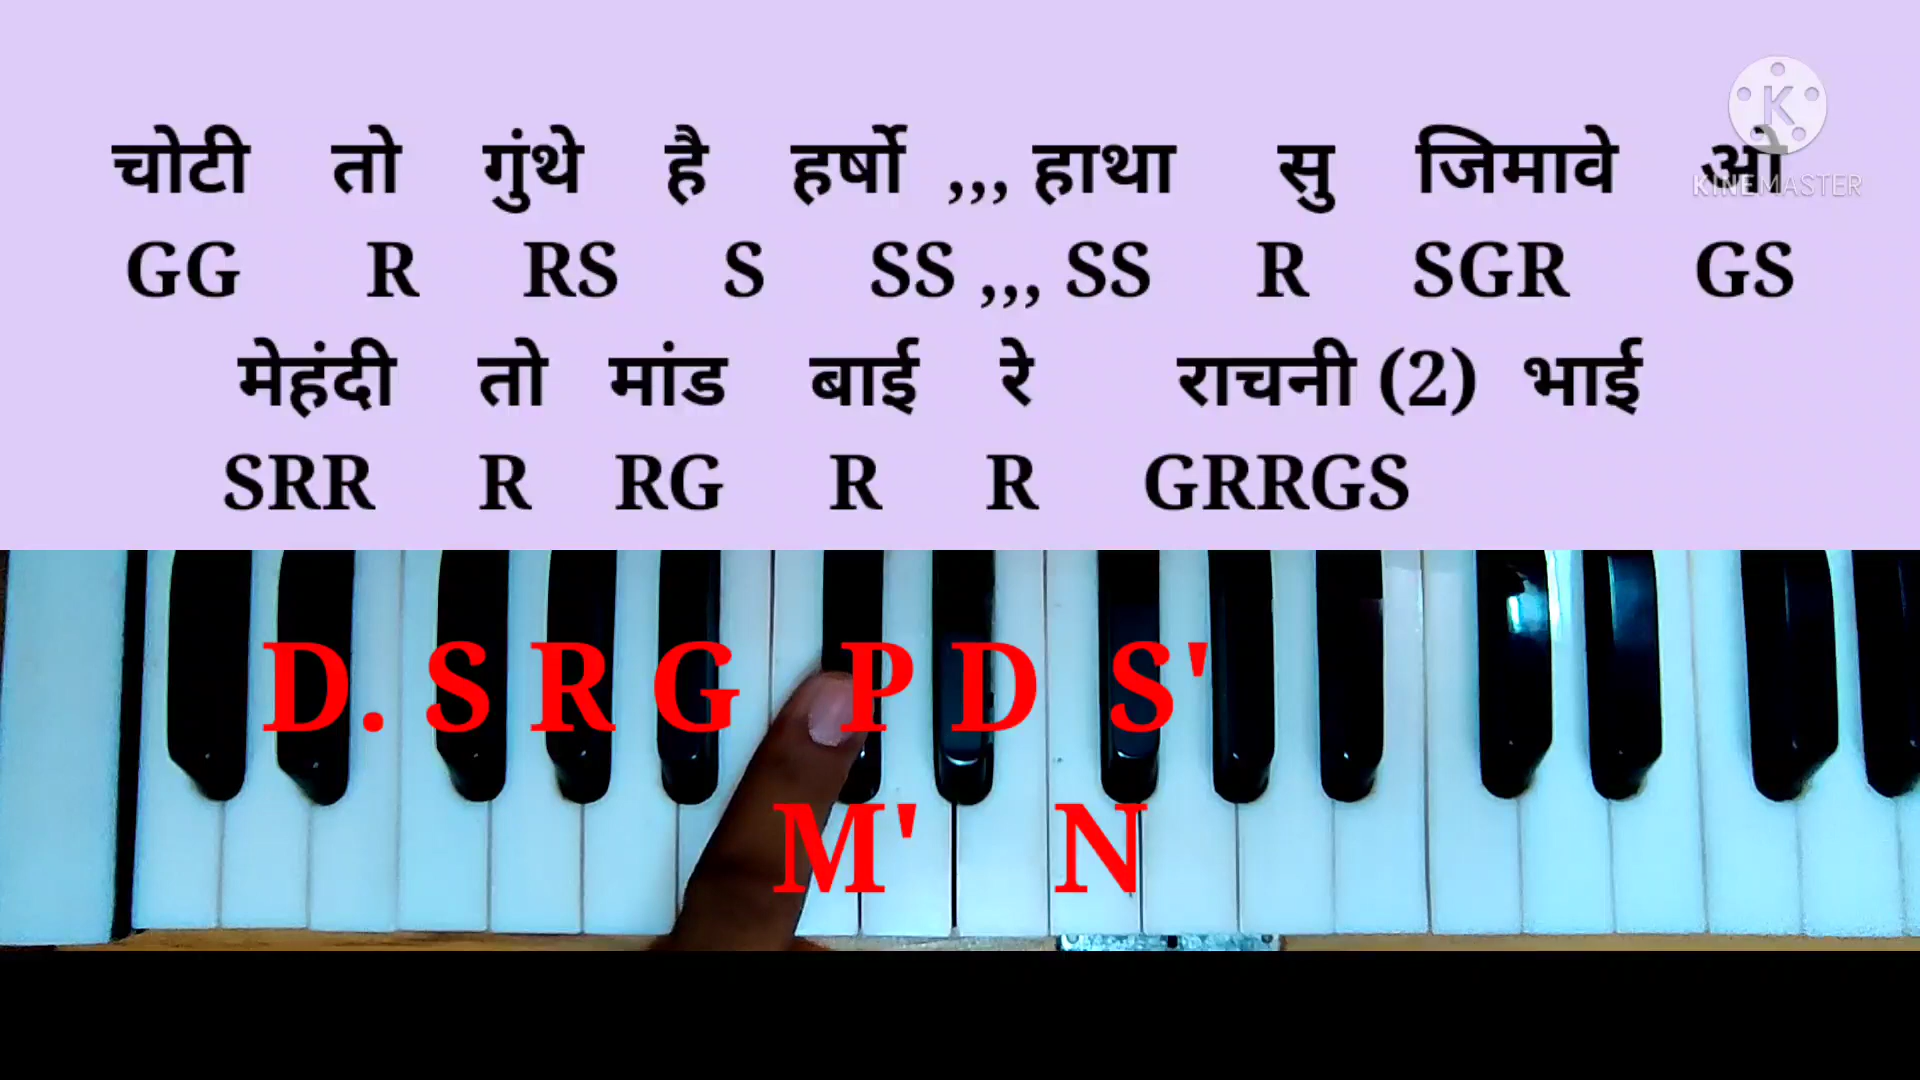 चोटी तो गुंथे है हर्षो ,,, हाथा सु जिमावे ओ
GG R RS S SS ,,, SS R SGR GS
मेहंदी तो मांड बाई रे राचनी (2) भाई
SRR R RG R R GRRGS
D. S R G P D S'
M' N
K
KINEMASTER